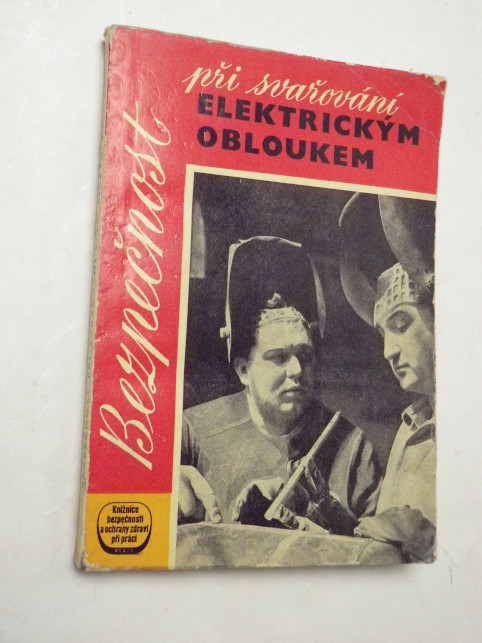 Bezpečnost
při svařování
ELEKTRICKÝM
OBLOUKEM
Knižnice
bezpečnosti
a ochrany zdraví
při práci